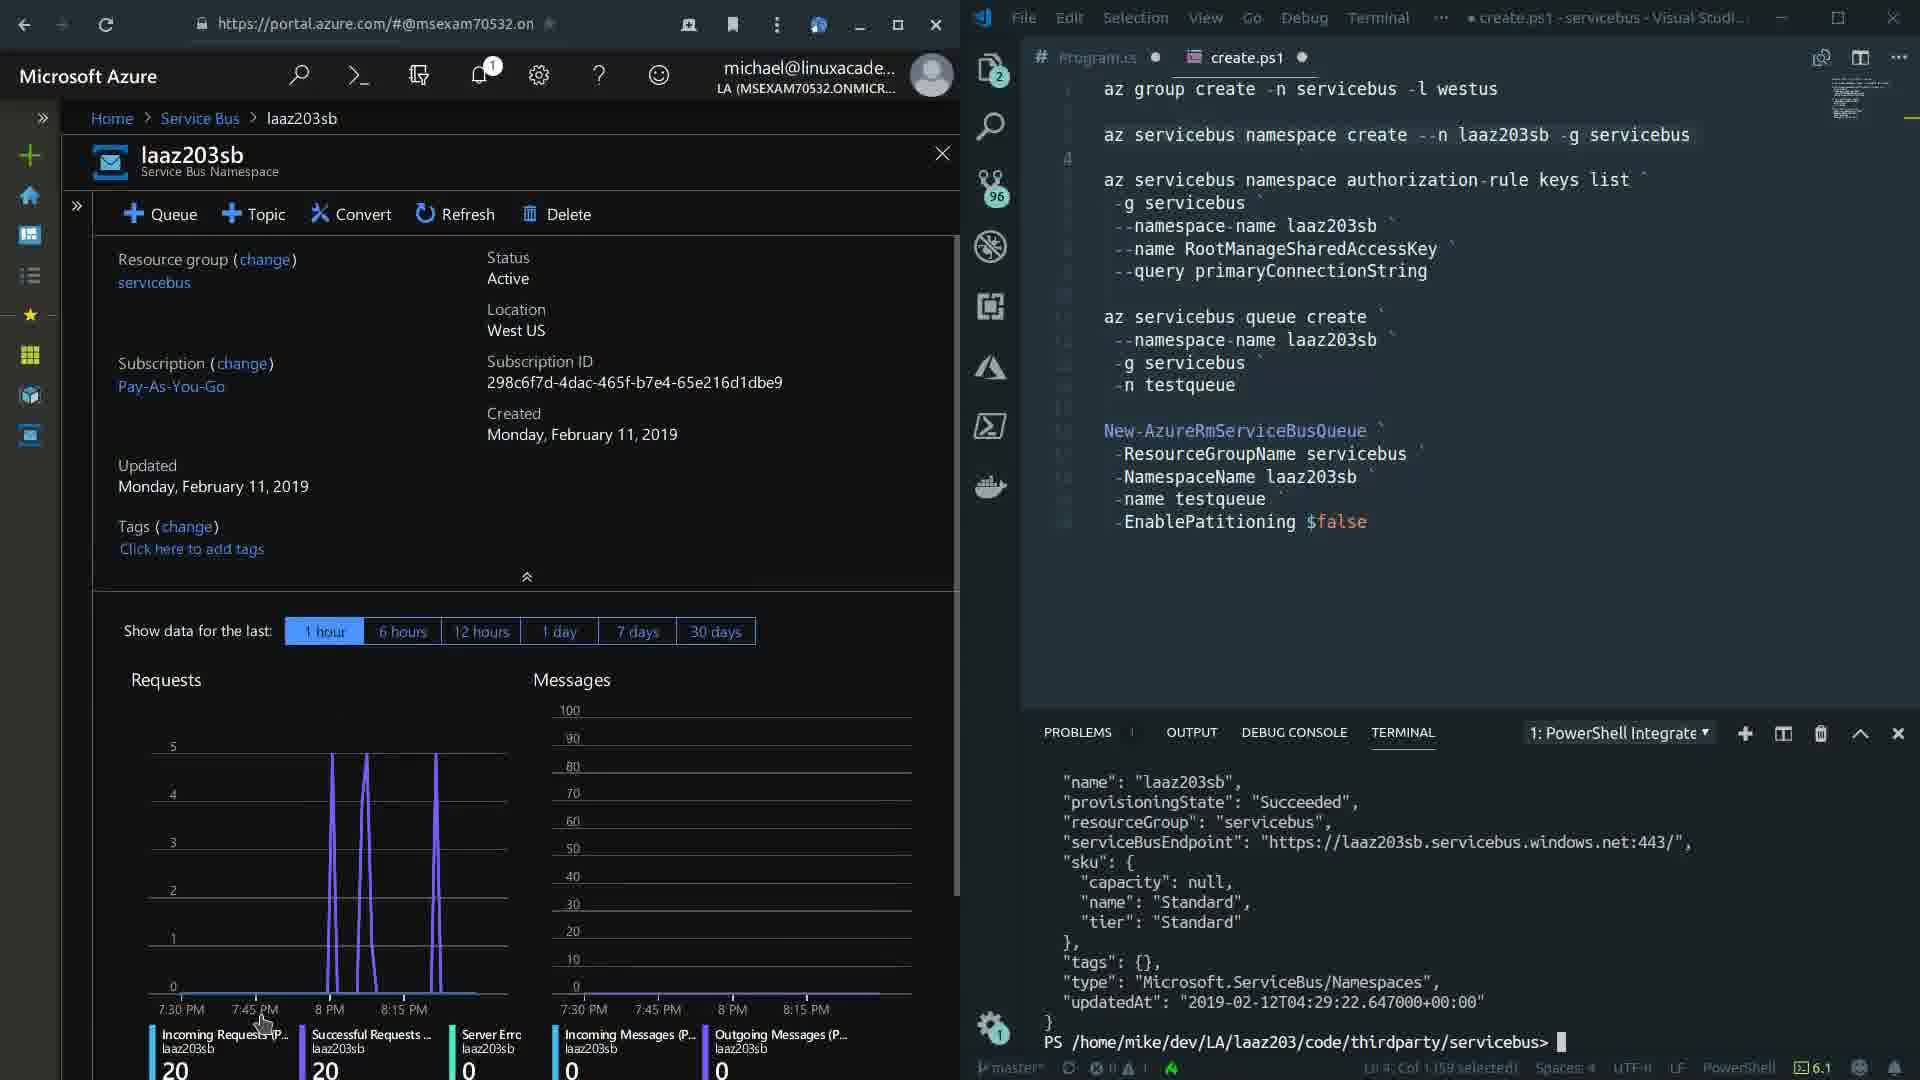 https://portal.azure.com/#@msexam70532.on
Microsoft Azure
1
michael@linuxacade...
LA (MSEXAM70532.ONMICR...
Home > Service Bus > laaz203sb
laaz203sb
Service Bus Namespace
Queue
Topic
Convert
Refresh
Delete
Resource group (change)
servicebus
Status
Active
Location
West US
Subscription (change)
Pay-As-You-Go
Subscription ID
298c6f7d-4dac-465f-b7e4-65e216d1dbe9
Created
Monday, February 11, 2019
Updated
Monday, February 11, 2019
Tags (change)
Click here to add tags
Show data for the last:
1 hour
6 hours
12 hours
1 day
7 days
30 days
Requests
5
4
3
2
1
0
7:30 PM
7:45 PM
8 PM
8:15 PM
Incoming Requests (P...
laaz203sb
20
Successful Requests ...
laaz203sb
20
Server Erro
laaz203sb
0
Messages
100
90
80
70
60
50
40
30
20
10
0
7:30 PM
7:45 PM
8 PM
8:15 PM
Incoming Messages (P...
laaz203sb
0
Outgoing Messages (P...
laaz203sb
0
File Edit Selection View Go Debug Terminal ... ● create.ps1 - servicebus - Visual Studi...
# Program.cs ●
create.ps1 ●
2
96
1
az group create -n servicebus -l westus
az servicebus namespace create --n laaz203sb -g servicebus
4
az servicebus namespace authorization-rule keys list `
-g servicebus `
--namespace-name laaz203sb `
--name RootManageSharedAccessKey `
--query primaryConnectionString
az servicebus queue create `
--namespace-name laaz203sb `
-g servicebus `
-n testqueue
New-AzureRmServiceBusQueue `
-ResourceGroupName servicebus `
-NamespaceName laaz203sb `
-name testqueue `
-EnablePatitioning $false
PROBLEMS 1 OUTPUT DEBUG CONSOLE TERMINAL
1: PowerShell Integrate
"name": "laaz203sb",
"provisioningState": "Succeeded",
"resourceGroup": "servicebus",
"serviceBusEndpoint": "https://laaz203sb.servicebus.windows.net:443/",
"sku": {
"capacity": null,
"name": "Standard",
"tier": "Standard"
},
"tags": {},
"type": "Microsoft.ServiceBus/Namespaces",
"updatedAt": "2019-02-12T04:29:22.647000+00:00"
}
PS /home/mike/dev/LA/laaz203/code/thirdparty/servicebus>
master* 0 1 Ln 4, Col 1 (59 selected) Spaces: 4 UTF-8 LF PowerShell 6.1